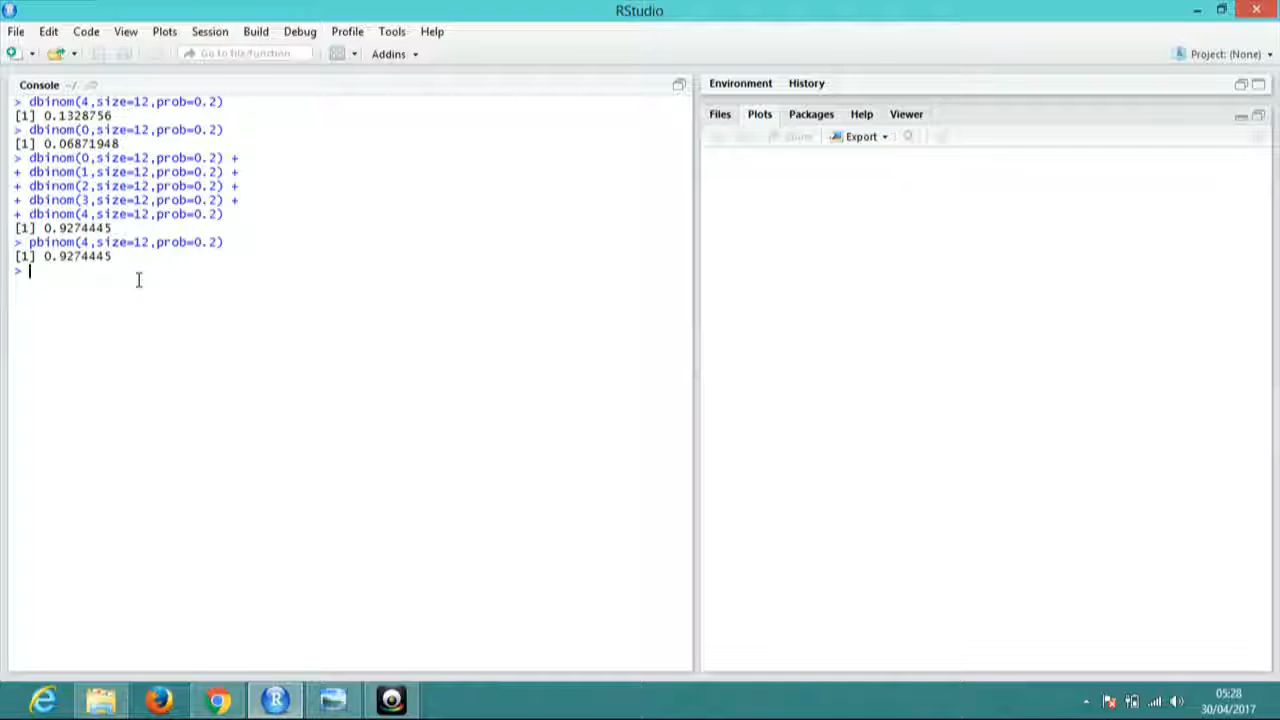 RStudio
File Edit Code View Plots Session Build Debug Profile Tools Help
Go to file/function Addins Project: (None)
Console ~/
> dbinom(4,size=12,prob=0.2)
[1] 0.1328756
> dbinom(0,size=12,prob=0.2)
[1] 0.06871948
> dbinom(0,size=12,prob=0.2) +
+ dbinom(1,size=12,prob=0.2) +
+ dbinom(2,size=12,prob=0.2) +
+ dbinom(3,size=12,prob=0.2) +
+ dbinom(4,size=12,prob=0.2)
[1] 0.9274445
> pbinom(4,size=12,prob=0.2)
[1] 0.9274445
>
Environment History
Files Plots Packages Help Viewer
Zoom Export
05:28
30/04/2017